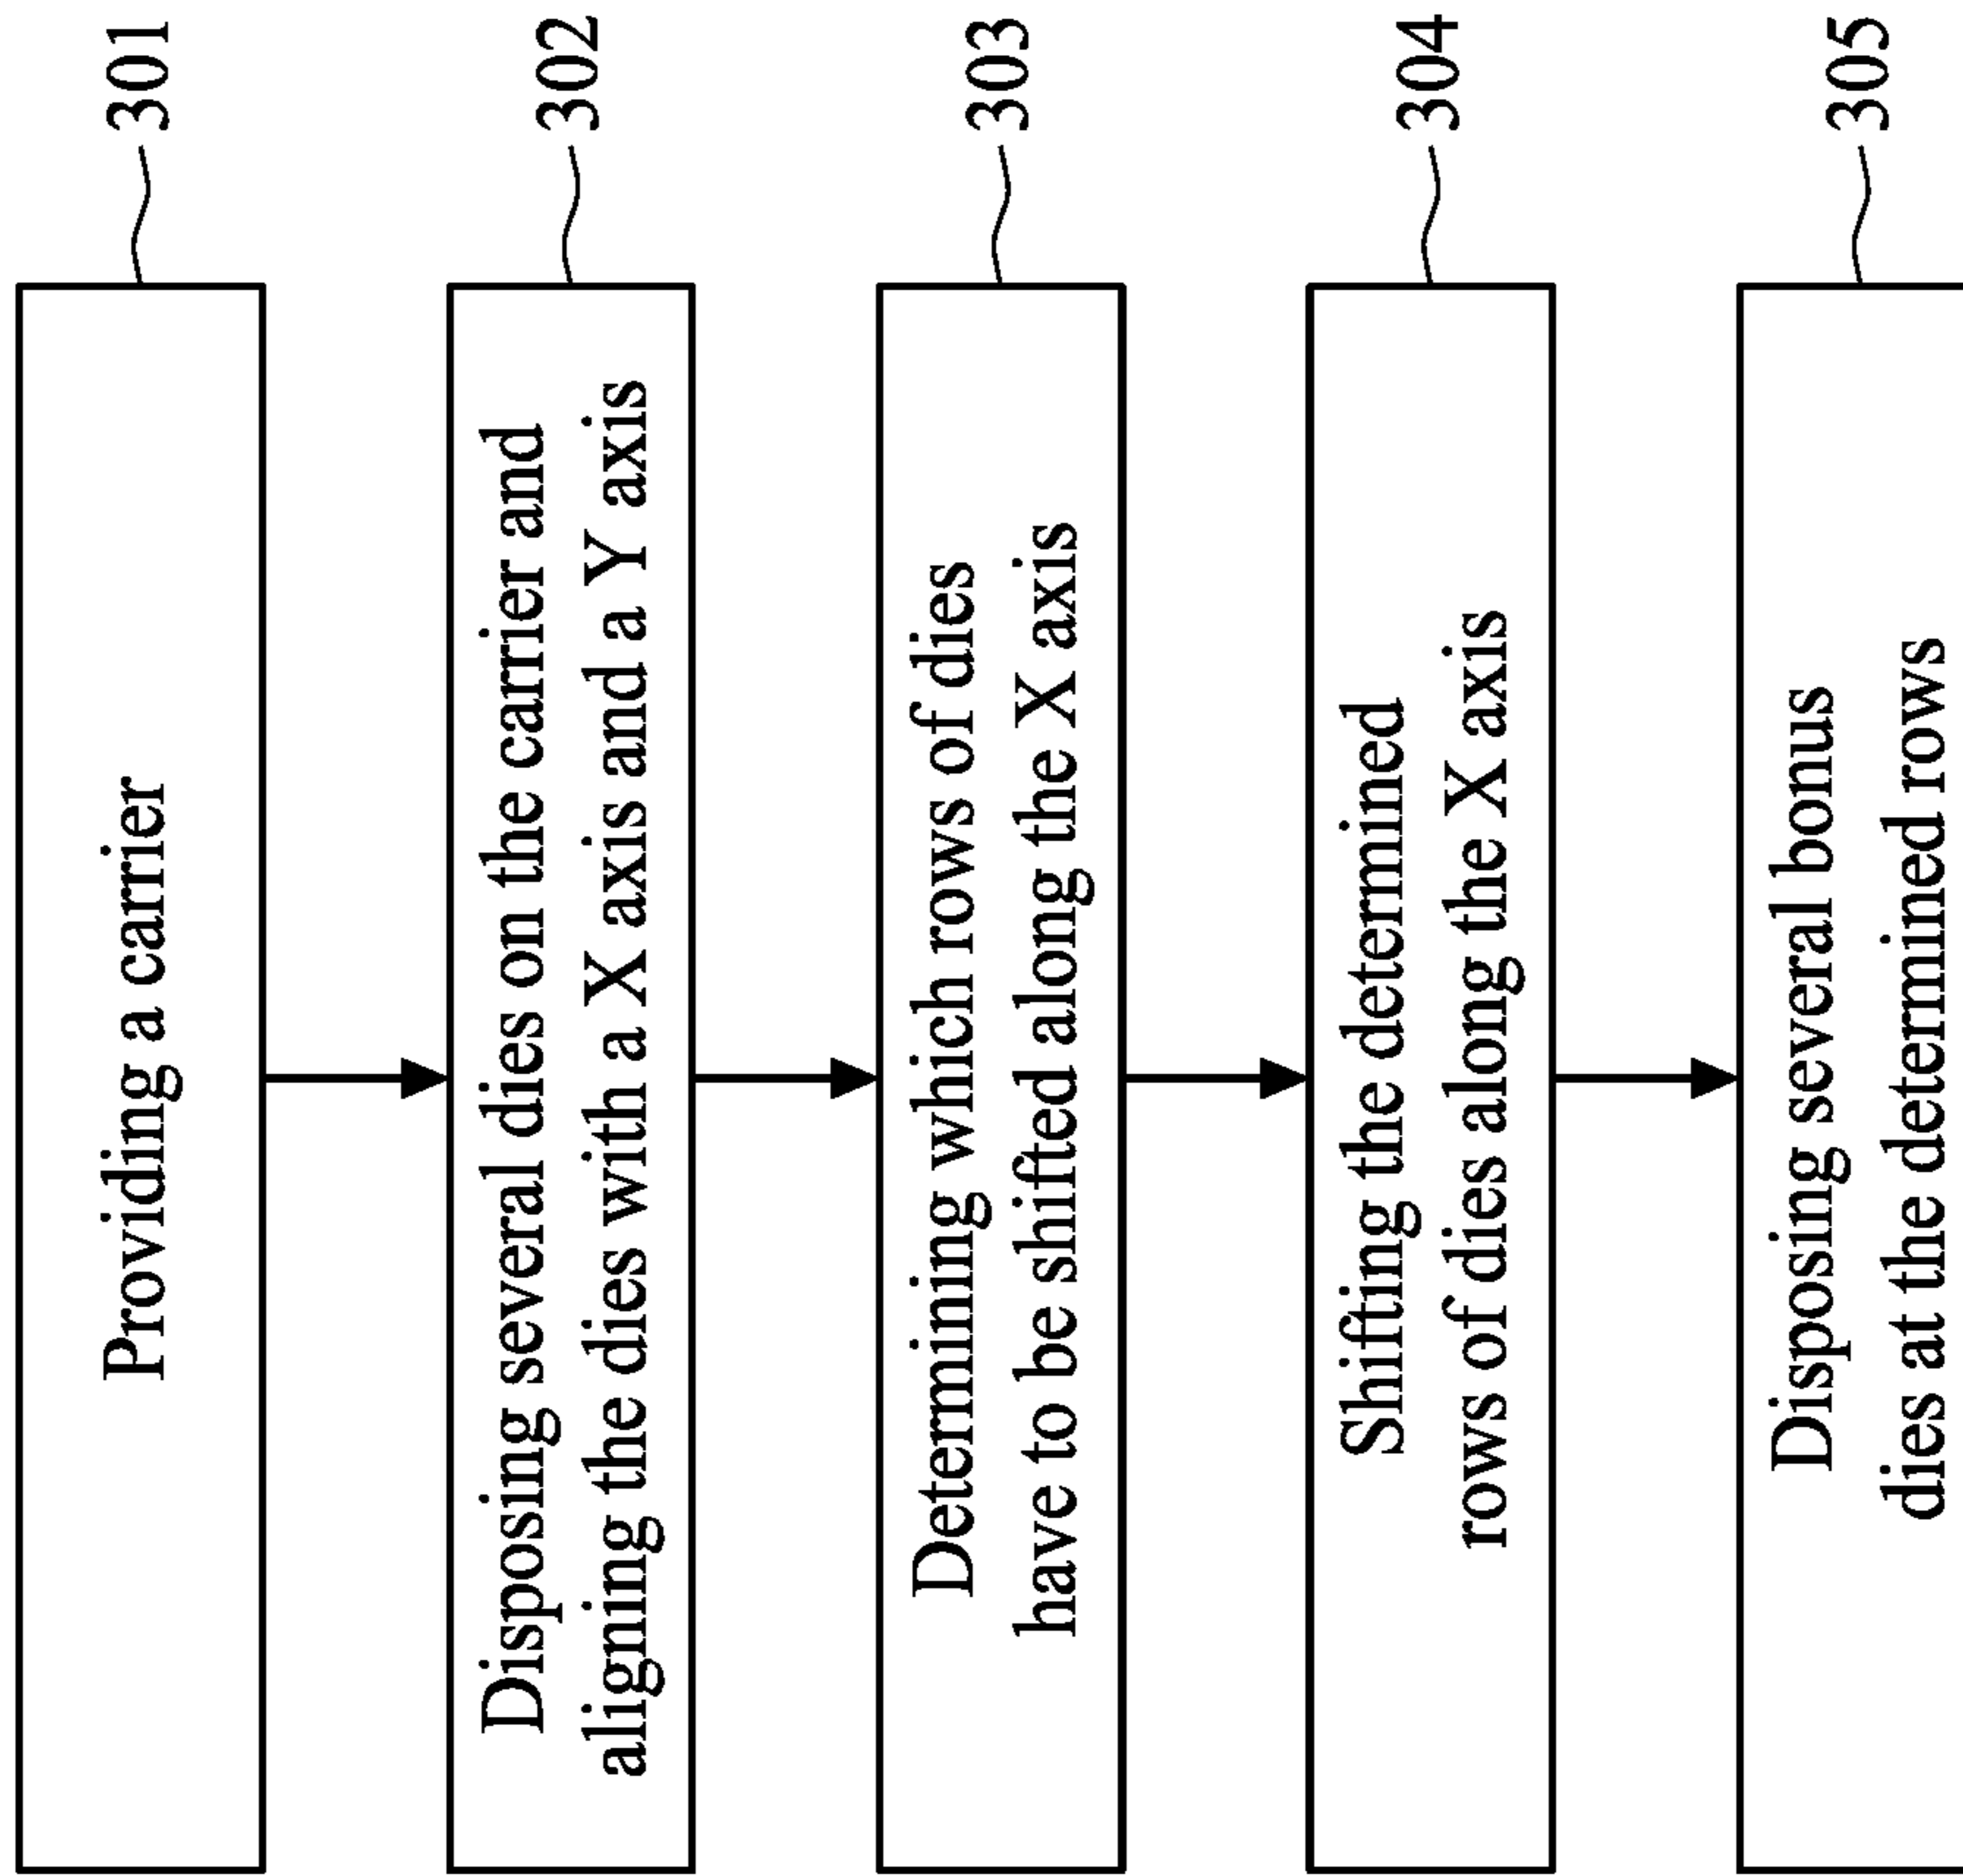 Providing a carrier
301
Disposing several dies on the carrier and
aligning the dies with a X axis and a Y axis
302
Determining which rows of dies
have to be shifted along the X axis
303
Shifting the determined
rows of dies along the X axis
304
Disposing several bonus
dies at the determined rows
305